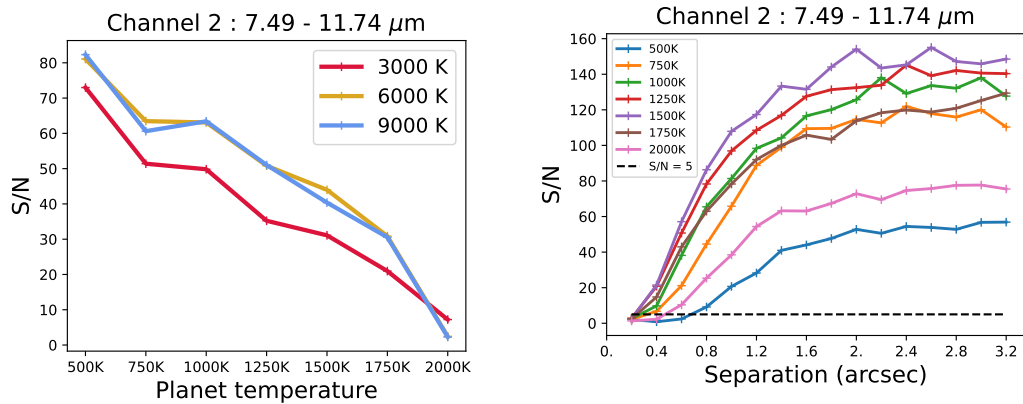 Channel 2 : 7.49 - 11.74 μm
80
70
60
50
40
30
20
10
0
S/N
3000 K
6000 K
9000 K
500K 750K 1000K 1250K 1500K 1750K 2000K
Planet temperature
Channel 2 : 7.49 - 11.74 μm
160
140
120
100
80
60
40
20
0
S/N
500K
750K
1000K
1250K
1500K
1750K
2000K
S/N = 5
0. 0.4 0.8 1.2 1.6 2. 2.4 2.8 3.2
Separation (arcsec)